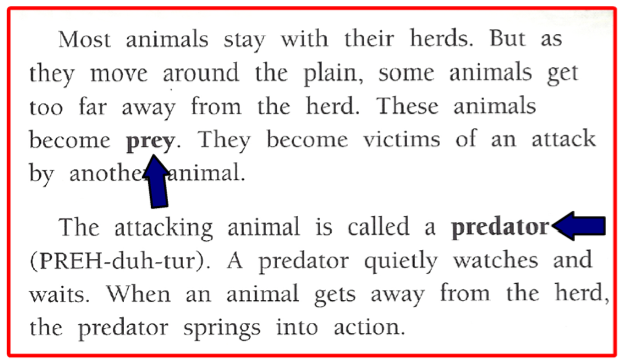 Most animals stay with their herds. But as
they move around the plain, some animals get
too far away from the herd. These animals
become prey. They become victims of an attack
by another animal.
The attacking animal is called a predator
(PREH-duh-tur). A predator quietly watches and
waits. When an animal gets away from the herd,
the predator springs into action.